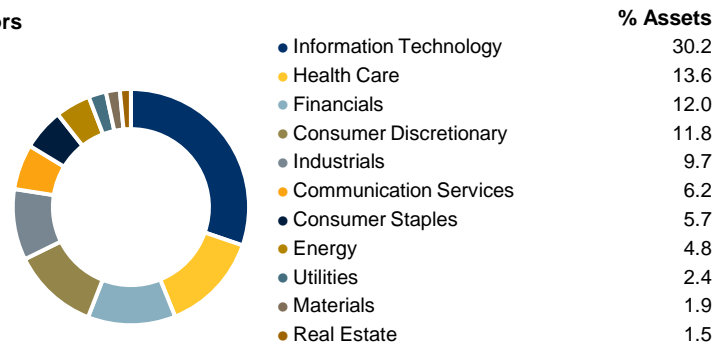 ors
% Assets
Information Technology 30.2
Health Care 13.6
Financials 12.0
Consumer Discretionary 11.8
Industrials 9.7
Communication Services 6.2
Consumer Staples 5.7
Energy 4.8
Utilities 2.4
Materials 1.9
Real Estate 1.5